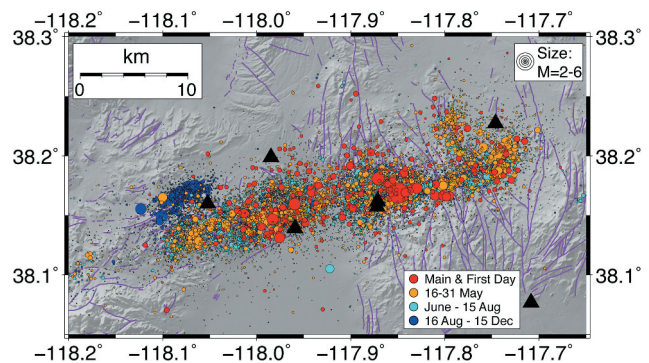 −118.2 −118.1 −118.0 −117.9 −117.8 −117.7
38.3 38.3
km
0 10
Size:
M=2-6
38.2 38.2
38.1 38.1
Main & First Day
16-31 May
June - 15 Aug
16 Aug - 15 Dec
−118.2 −118.1 −118.0 −117.9 −117.8 −117.7